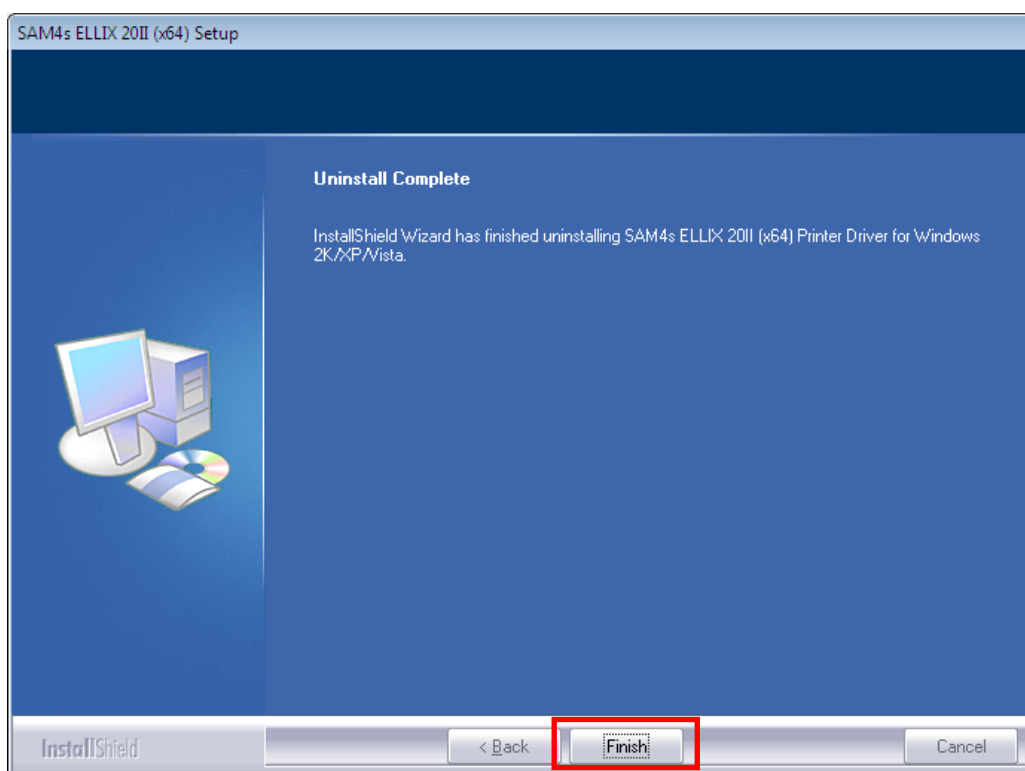 SAM4s ELLIX 20II (x64) Setup
Uninstall Complete
InstallShield Wizard has finished uninstalling SAM4s ELLIX 20II (x64) Printer Driver for Windows
2K/XP/Vista.
InstallShield
< Back
Finish
Cancel